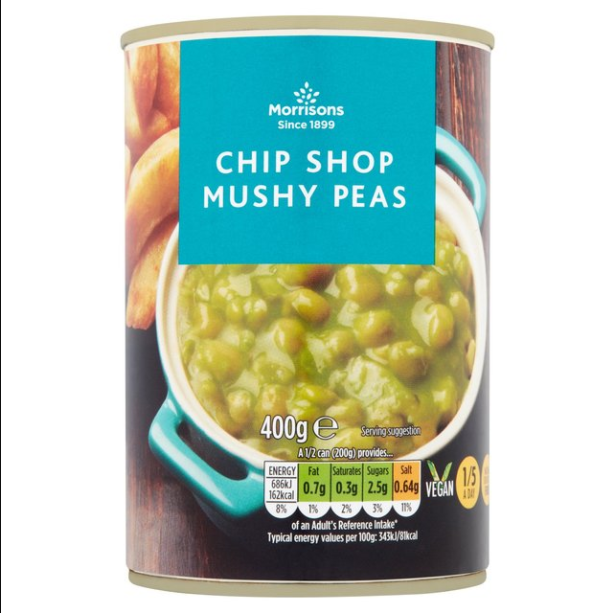 Morrisons
Since 1899
CHIP SHOP
MUSHY PEAS
400g ℮
Serving suggestion
A 1/2 can (200g) provides...
ENERGY Fat Saturates Sugars Salt
686kJ
162kcal 0.7g 0.3g 2.5g 0.64g
8% 1% 2% 3% 11%
of an Adult's Reference Intake*
Typical energy values per 100g: 343kJ/81kcal
VEGAN
1/5
A DAY